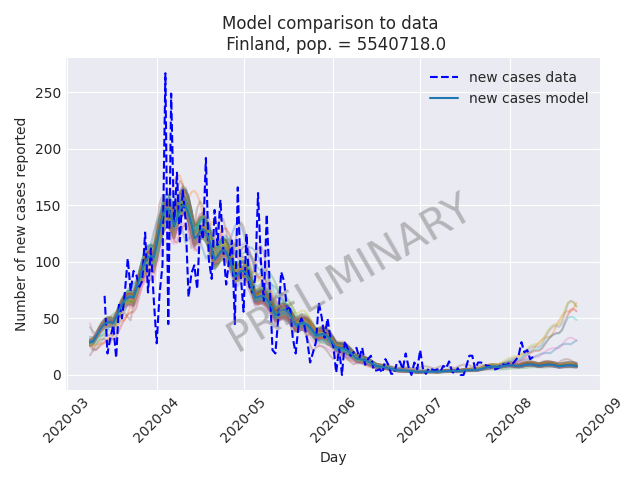 Model comparison to data
Finland, pop. = 5540718.0
new cases data
new cases model
Number of new cases reported
250
200
150
100
50
0
PRELIMINARY
2020-03
2020-04
2020-05
2020-06
2020-07
2020-08
2020-09
Day